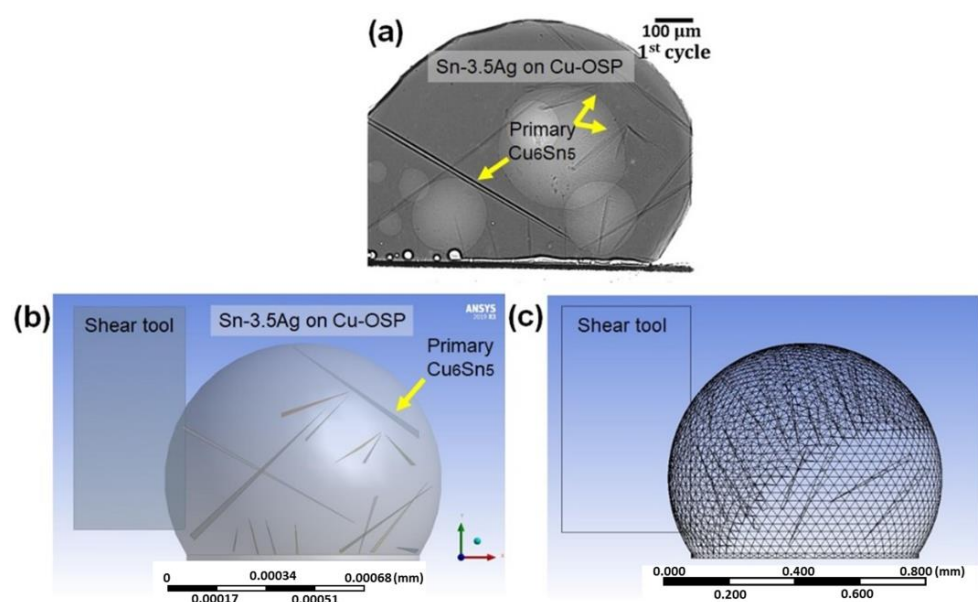 (a)
100 μm
1st cycle
Sn-3.5Ag on Cu-OSP
Primary
Cu6Sn5
(b)
Shear tool
Sn-3.5Ag on Cu-OSP
ANSYS
2019 R3
Primary
Cu6Sn5
0 0.00034 0.00068 (mm)
0.00017 0.00051
(c)
Shear tool
0.000 0.400 0.800 (mm)
0.200 0.600